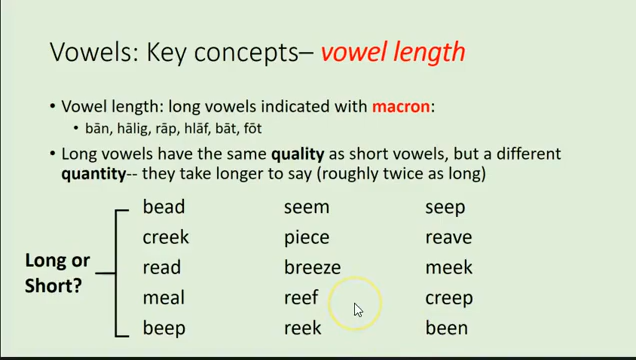 Vowels: Key concepts– vowel length
• Vowel length: long vowels indicated with macron:
• bān, hālig, rāp, hlāf, bāt, fōt
• Long vowels have the same quality as short vowels, but a different
quantity-- they take longer to say (roughly twice as long)
Long or
Short?
bead seem seep
creek piece reave
read breeze meek
meal reef creep
beep reek been